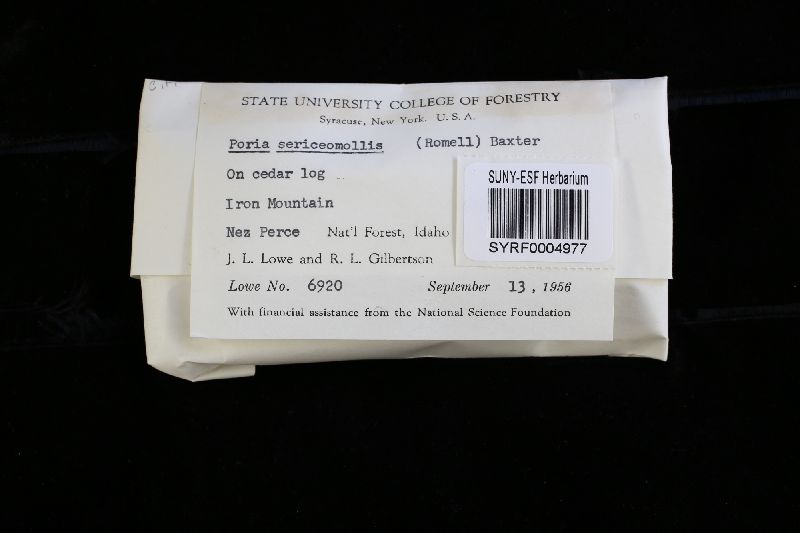 STATE UNIVERSITY COLLEGE OF FORESTRY
Syracuse, New York. U. S. A.
Poria sericeomollis (Romell) Baxter
On cedar log
Iron Mountain
Nez Perce Nat'l Forest, Idaho
J. L. Lowe and R. L. Gilbertson
Lowe No. 6920 September 13, 1956
With financial assistance from the National Science Foundation
SUNY-ESF Herbarium
SYRF0004977